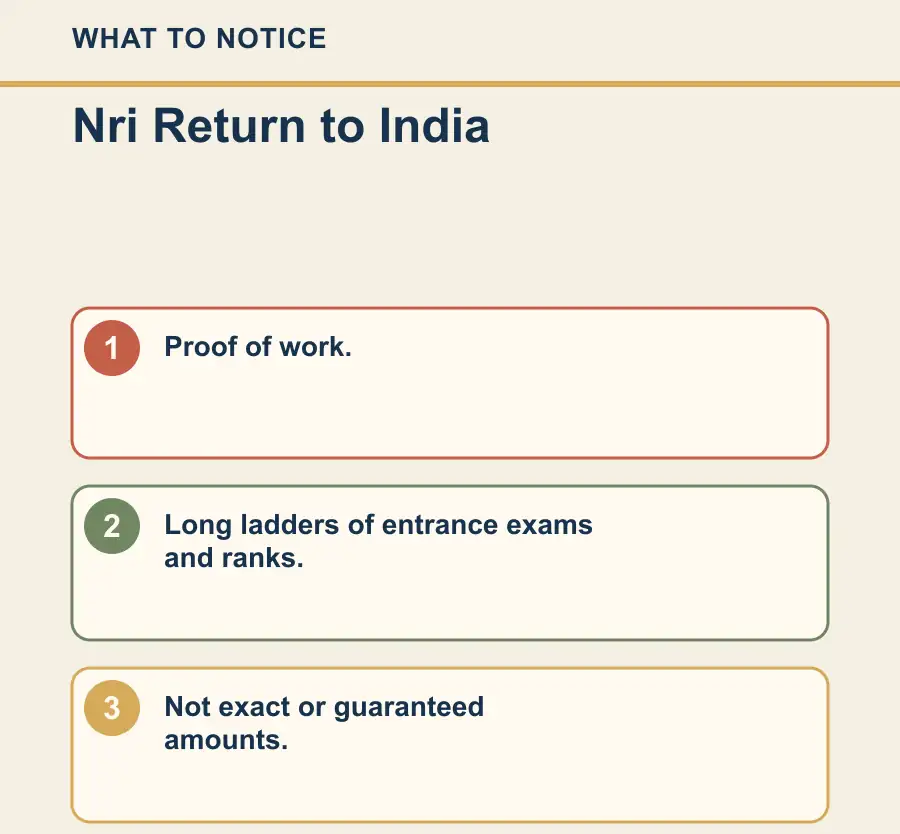 WHAT TO NOTICE
Nri Return to India
1
Proof of work.
2
Long ladders of entrance exams
and ranks.
3
Not exact or guaranteed
amounts.